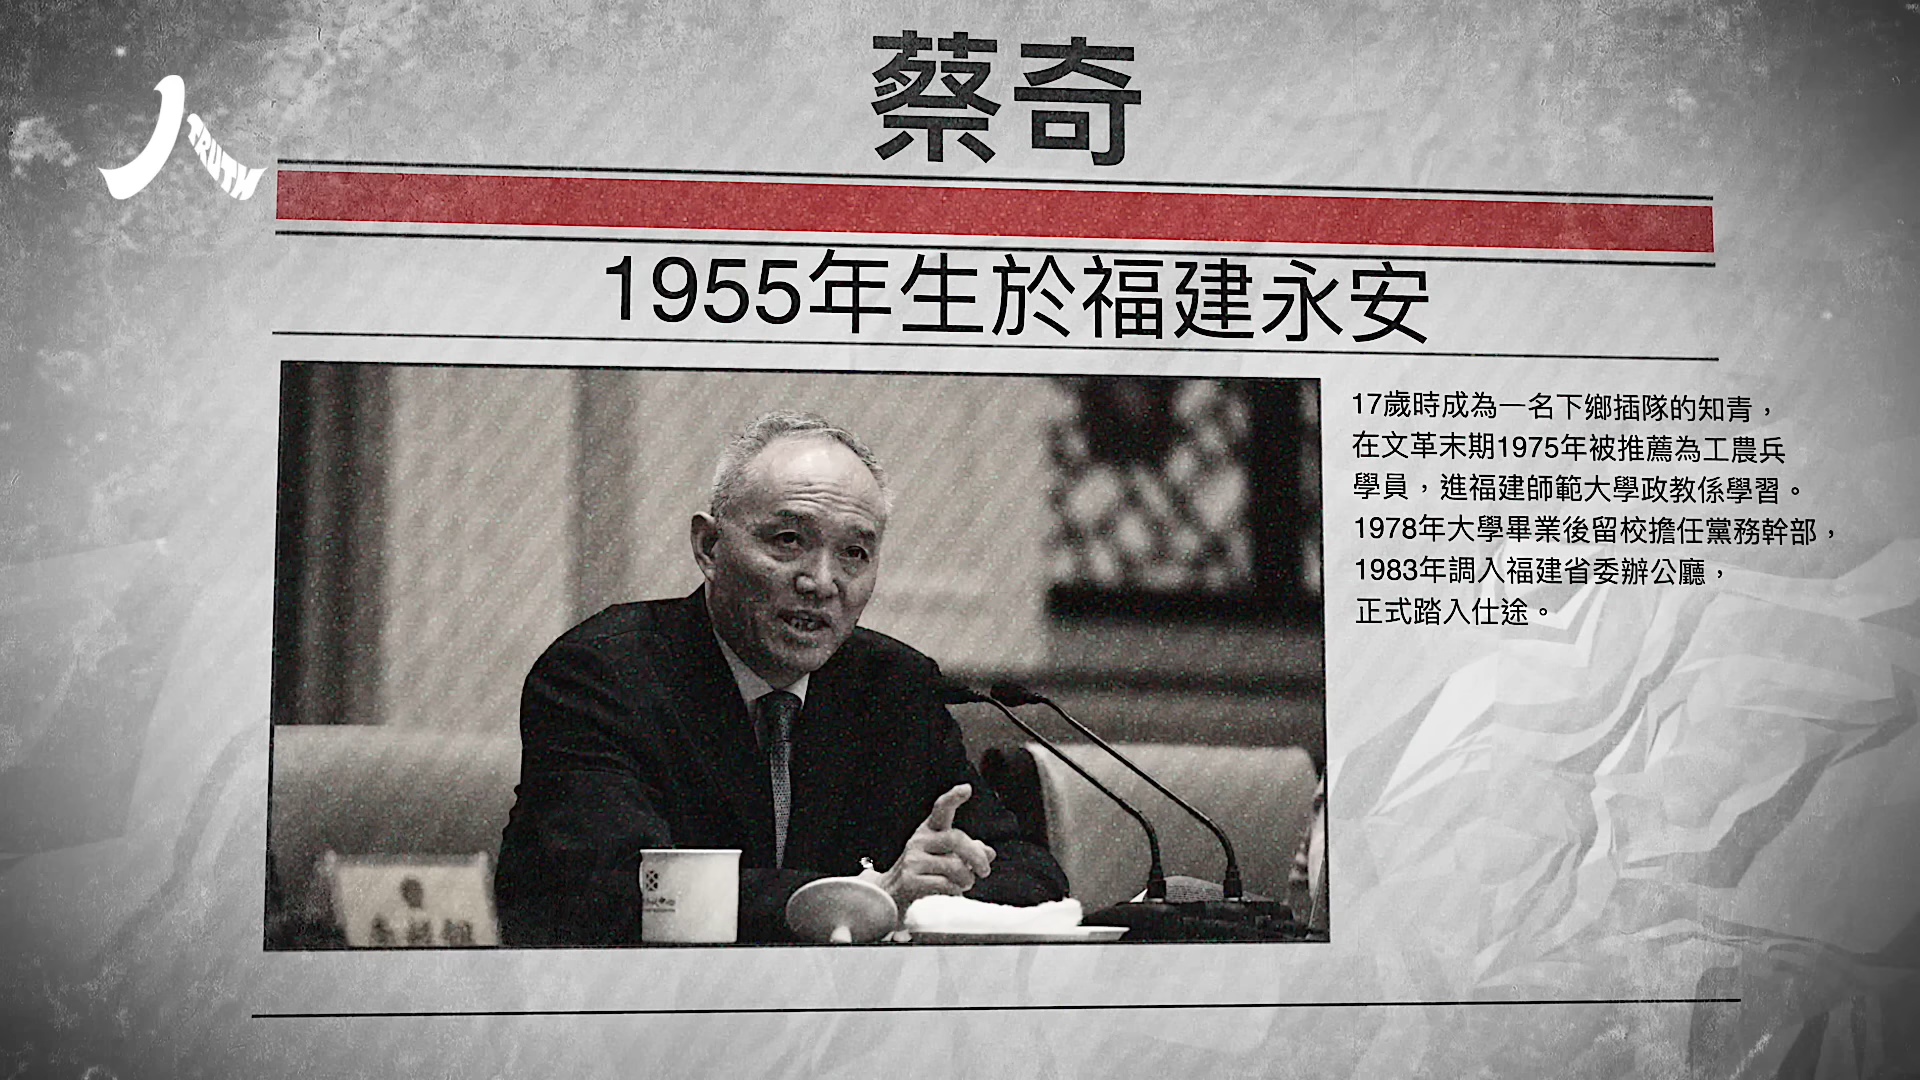 人
TRUTH
蔡奇
1955年生於福建永安
17歲時成為一名下鄉插隊的知青，
在文革末期1975年被推薦為工農兵
學員，進福建師範大學政教係學習。
1978年大學畢業後留校擔任黨務幹部，
1983年調入福建省委辦公廳，
正式踏入仕途。